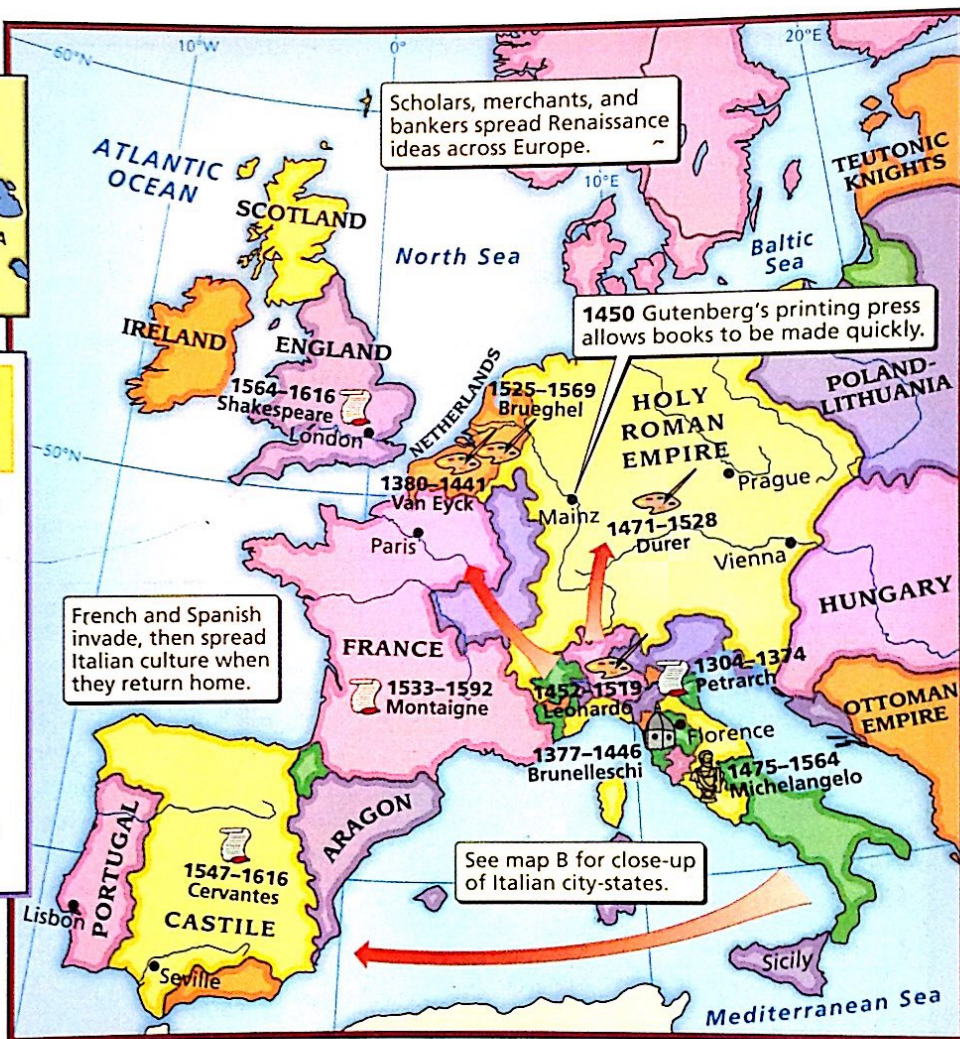 60°N
10°W
0°
20°E
Scholars, merchants, and
bankers spread Renaissance
ideas across Europe.
ATLANTIC
OCEAN
TEUTONIC
KNIGHTS
10°E
SCOTLAND
North Sea
Baltic
Sea
A
1450 Gutenberg's printing press
allows books to be made quickly.
IRELAND
ENGLAND
1564–1616
Shakespeare
London
NETHERLANDS
1525–1569
Brueghel
HOLY
ROMAN
EMPIRE
POLAND-
LITHUANIA
50°N
1380–1441
Van Eyck
Prague
Mainz
1471–1528
Durer
Paris
Vienna
HUNGARY
French and Spanish
invade, then spread
Italian culture when
they return home.
FRANCE
1533–1592
Montaigne
1452–1519
Leonardo
1304–1374
Petrarch
OTTOMAN
EMPIRE
Florence
1377–1446
Brunelleschi
1475–1564
Michelangelo
PORTUGAL
ARAGON
1547–1616
Cervantes
See map B for close-up
of Italian city-states.
Lisbon
CASTILE
Seville
Sicily
Mediterranean Sea